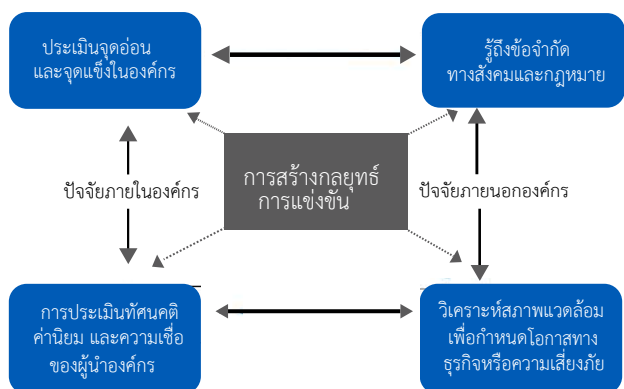 ประเมินจุดอ่อน
และจุดแข็งในองค์กร
รู้ถึงข้อจำกัด
ทางสังคมและกฎหมาย
การสร้างกลยุทธ์
การแข่งขัน
ปัจจัยภายในองค์กร
ปัจจัยภายนอกองค์กร
การประเมินทัศนคติ
ค่านิยม และความเชื่อ
ของผู้นำองค์กร
วิเคราะห์สภาพแวดล้อม
เพื่อกำหนดโอกาสทาง
ธุรกิจหรือความเสี่ยงภัย